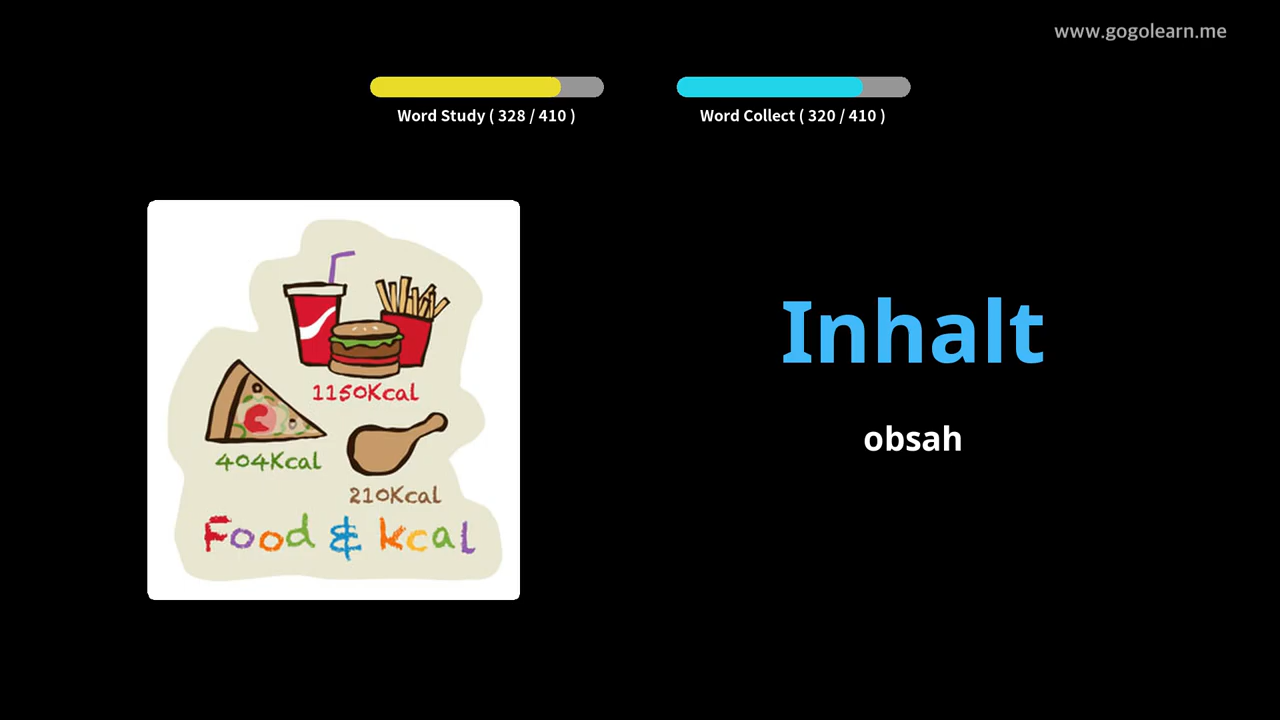 www.gogolearn.me
Word Study ( 328 / 410 )
Word Collect ( 320 / 410 )
1150Kcal
404Kcal
210Kcal
Food & kcal
Inhalt
obsah